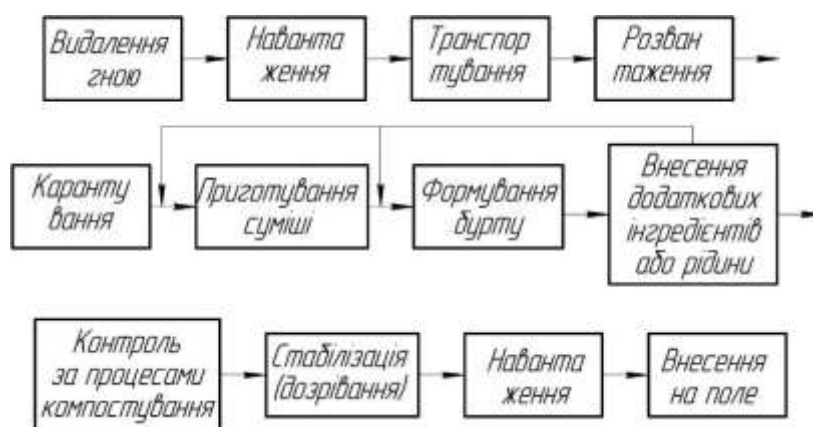 Видалення
гною
Наванта
ження
Транспор
тування
Розван
таження
Каранту
вання
Приготування
суміші
Формування
бурту
Внесення
додаткових
інгредієнтів
або рідини
Контроль
за процесами
компостування
Стабілізація
(дозрівання)
Наванта
ження
Внесення
на поле